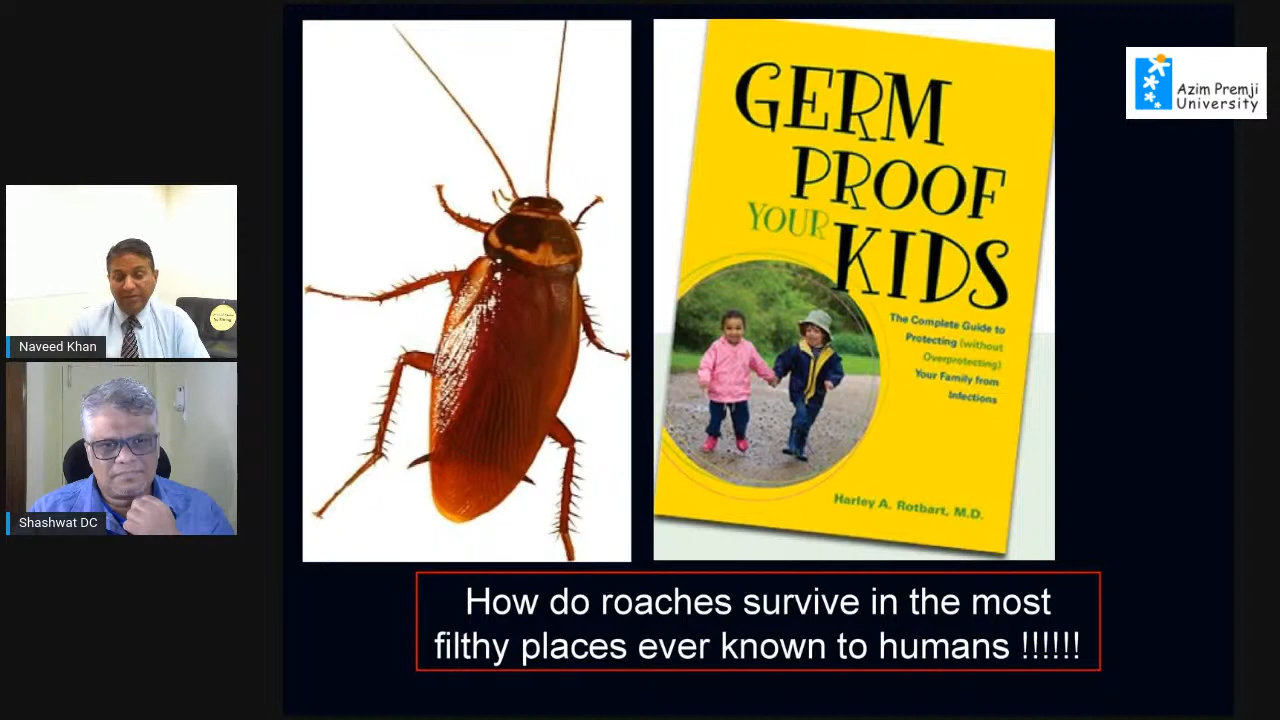 GERM
PROOF
YOUR
KIDS
The Complete Guide to
Protecting (without
Overprotecting)
Your Family from
Infections
Harley A. Rotbart, M.D.
Azim Premji
University
Naveed Khan
Shashwat DC
How do roaches survive in the most
filthy places ever known to humans !!!!!!